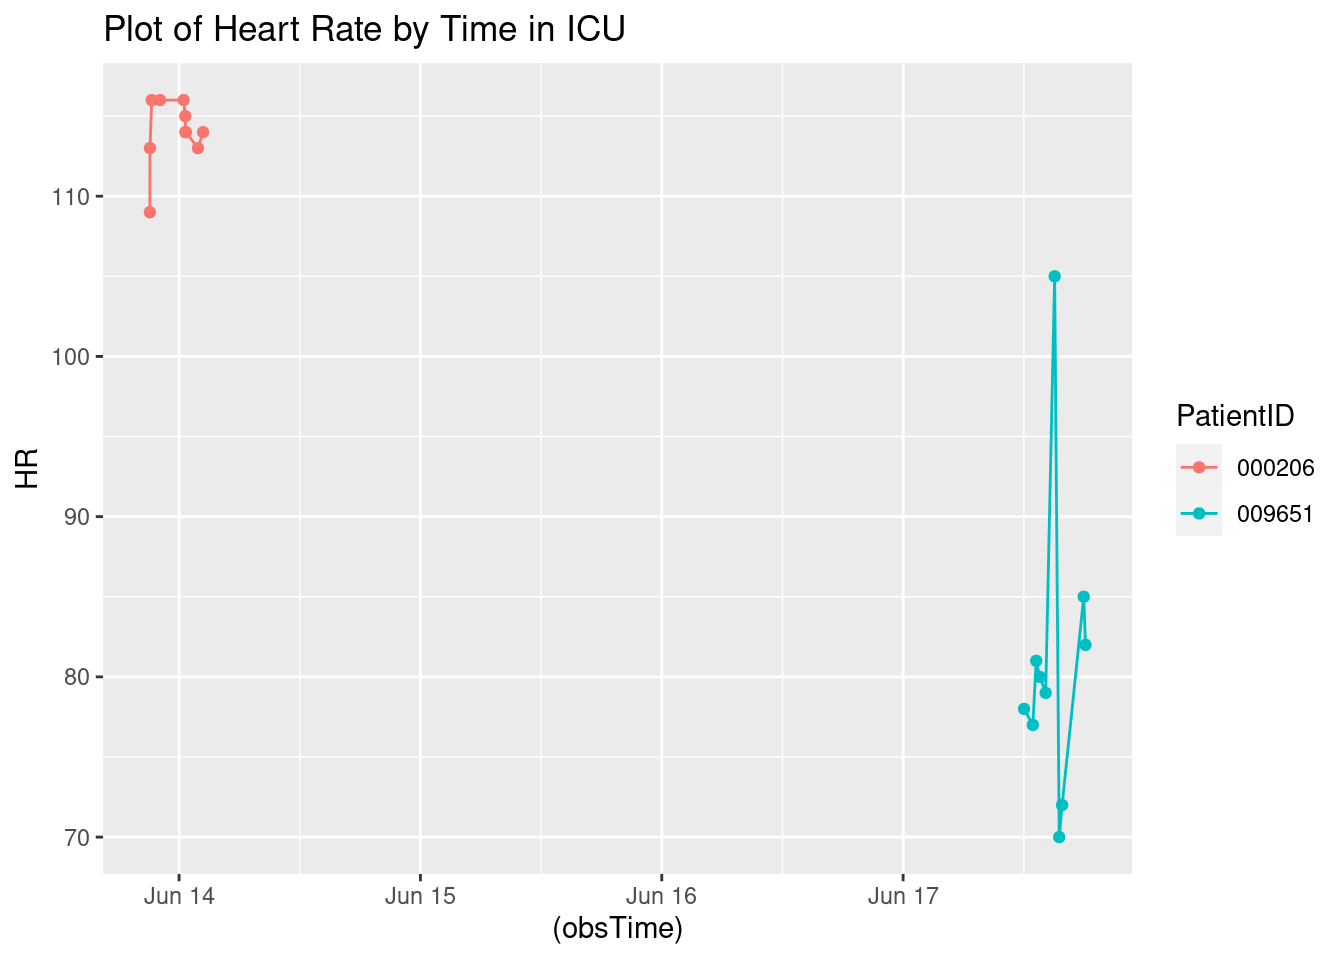 Plot of Heart Rate by Time in ICU
HR
110
100
90
80
70
Jun 14
Jun 15
Jun 16
Jun 17
(obsTime)
PatientID
000206
009651